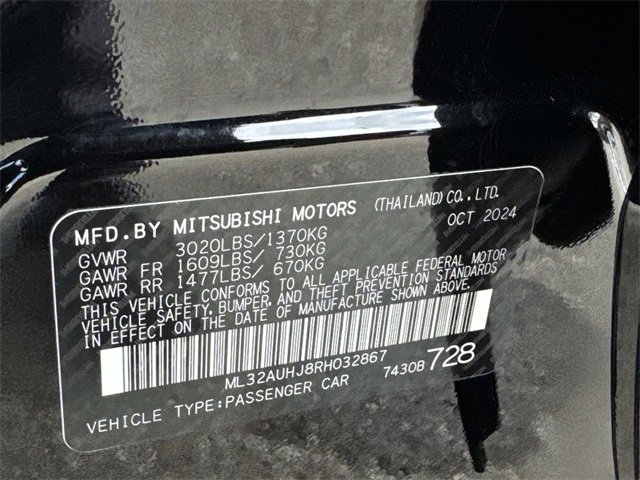 MFD. BY MITSUBISHI MOTORS (THAILAND) CO., LTD.
OCT 2024
GVWR 3020LBS/1370KG
GAWR FR 1609LBS/ 730KG
GAWR RR 1477LBS/ 670KG
THIS VEHICLE CONFORMS TO ALL APPLICABLE FEDERAL MOTOR
VEHICLE SAFETY, BUMPER, AND THEFT PREVENTION STANDARDS
IN EFFECT ON THE DATE OF MANUFACTURE SHOWN ABOVE.
ML32AUHJ8RH032867
7430B 728
VEHICLE TYPE:PASSENGER CAR